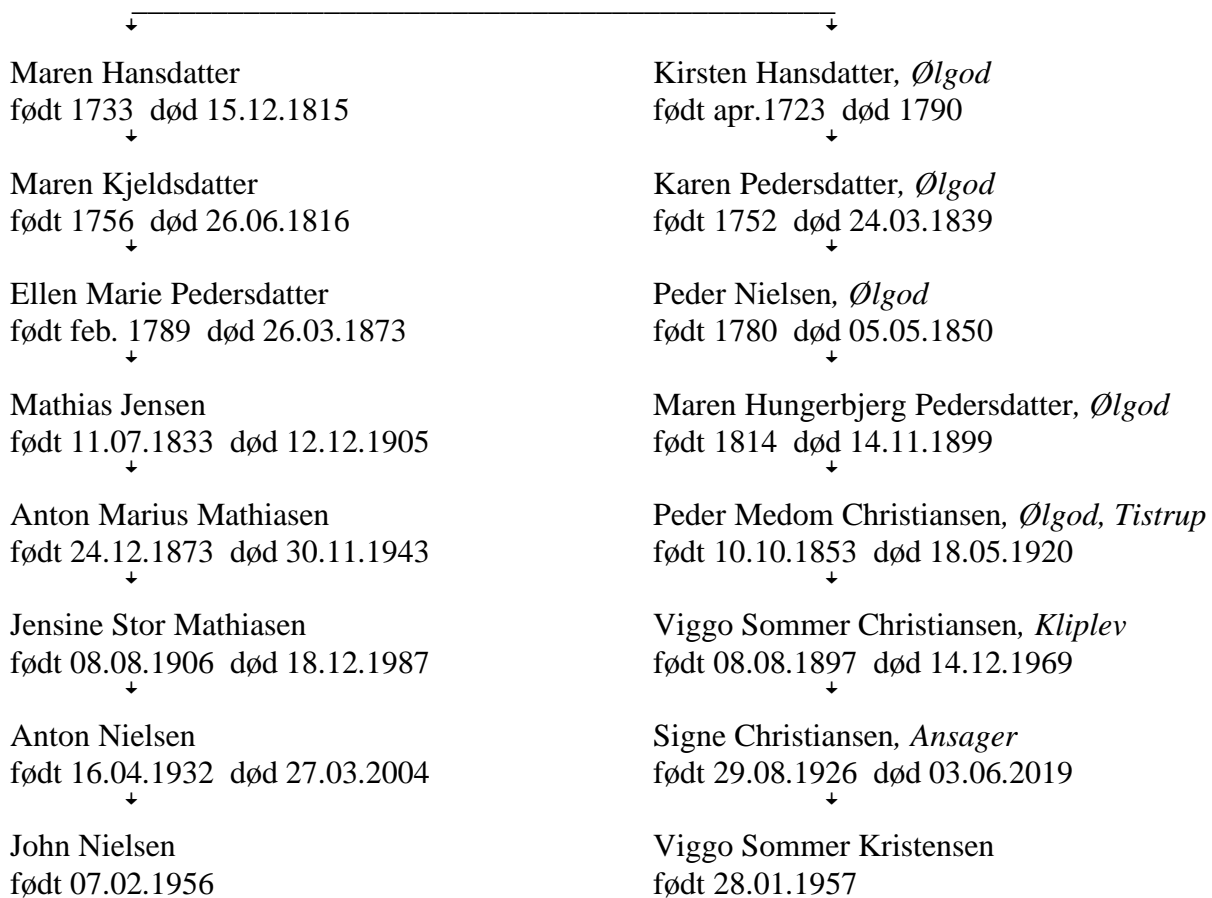 Maren Hansdatter
født 1733 død 15.12.1815
Kirsten Hansdatter, Ølgod
født apr.1723 død 1790
Maren Kjeldsdatter
født 1756 død 26.06.1816
Karen Pedersdatter, Ølgod
født 1752 død 24.03.1839
Ellen Marie Pedersdatter
født feb. 1789 død 26.03.1873
Peder Nielsen, Ølgod
født 1780 død 05.05.1850
Mathias Jensen
født 11.07.1833 død 12.12.1905
Maren Hungerbjerg Pedersdatter, Ølgod
født 1814 død 14.11.1899
Anton Marius Mathiasen
født 24.12.1873 død 30.11.1943
Peder Medom Christiansen, Ølgod, Tistrup
født 10.10.1853 død 18.05.1920
Jensine Stor Mathiasen
født 08.08.1906 død 18.12.1987
Viggo Sommer Christiansen, Kliplev
født 08.08.1897 død 14.12.1969
Anton Nielsen
født 16.04.1932 død 27.03.2004
Signe Christiansen, Ansager
født 29.08.1926 død 03.06.2019
John Nielsen
født 07.02.1956
Viggo Sommer Kristensen
født 28.01.1957